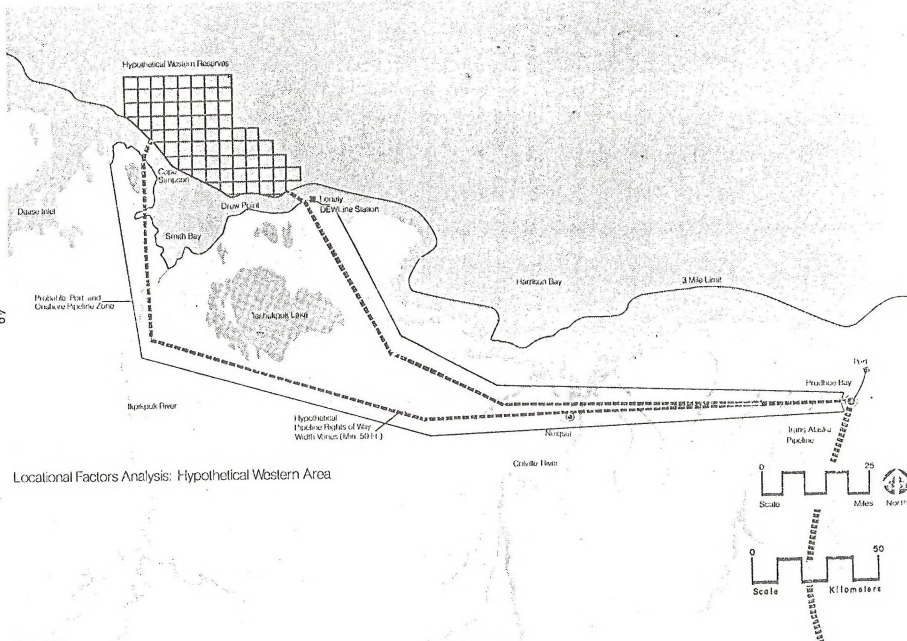 Hypothetical Western Reserves
Cape
Simpson
Lonely
DEWLine Station
Drew Point
Dease Inlet
Smith Bay
Harrison Bay
3 Mile Limit
Probable Port and
Onshore Pipeline Zone
49
Teshukpuk Lake
Port
Prudhoe Bay
Ikpikpuk River
Hypothetical
Pipeline Rights of Way
Width Varies (Min. 50 Ft.)
Nuiqsut
Trans Alaska
Pipeline
Colville River
Locational Factors Analysis: Hypothetical Western Area
0 25
Scale Miles North
0 50
Scale Kilometers